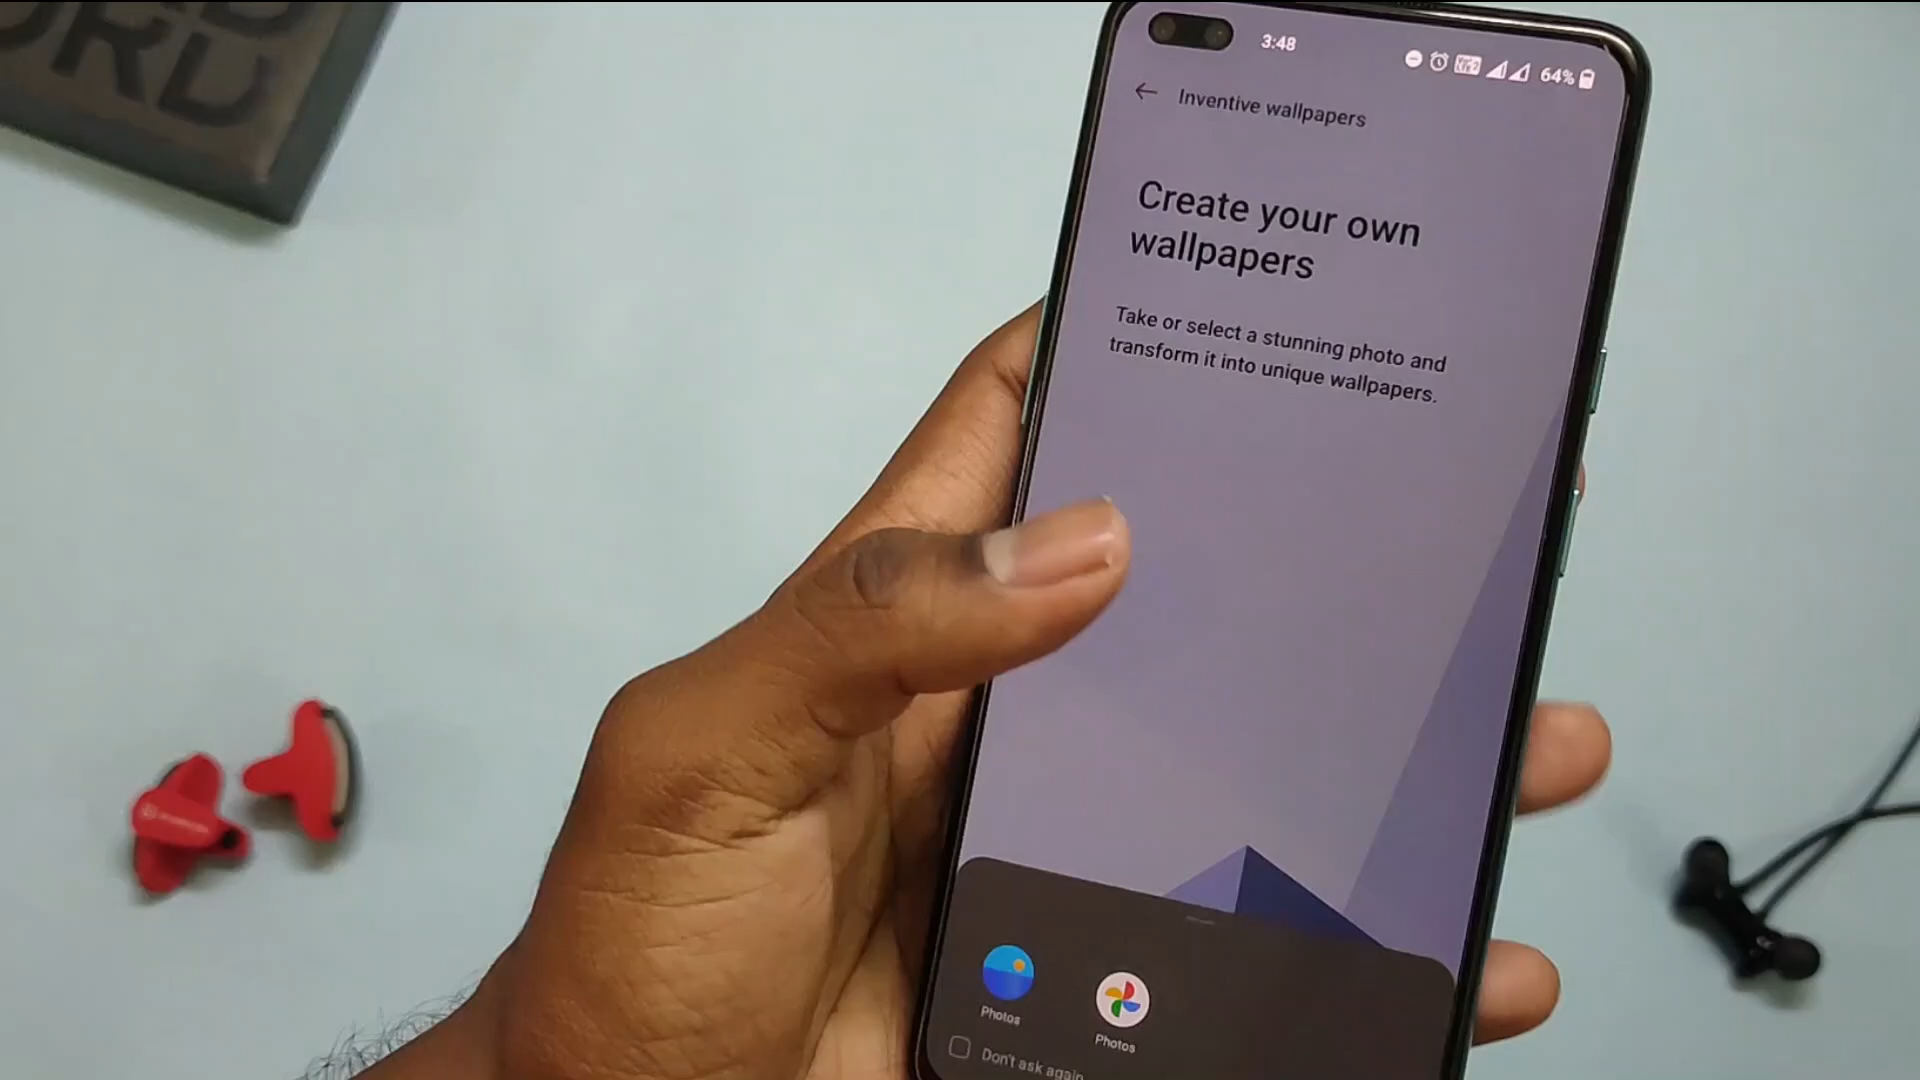 ORD
3:48
64%
Inventive wallpapers
Create your own
wallpapers
Take or select a stunning photo and
transform it into unique wallpapers.
Photos
Photos
Don't ask again